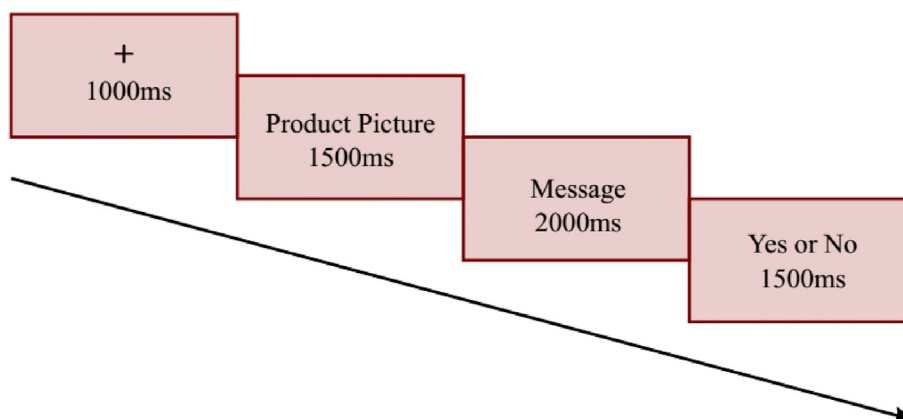 +
1000ms
Product Picture
1500ms
Message
2000ms
Yes or No
1500ms